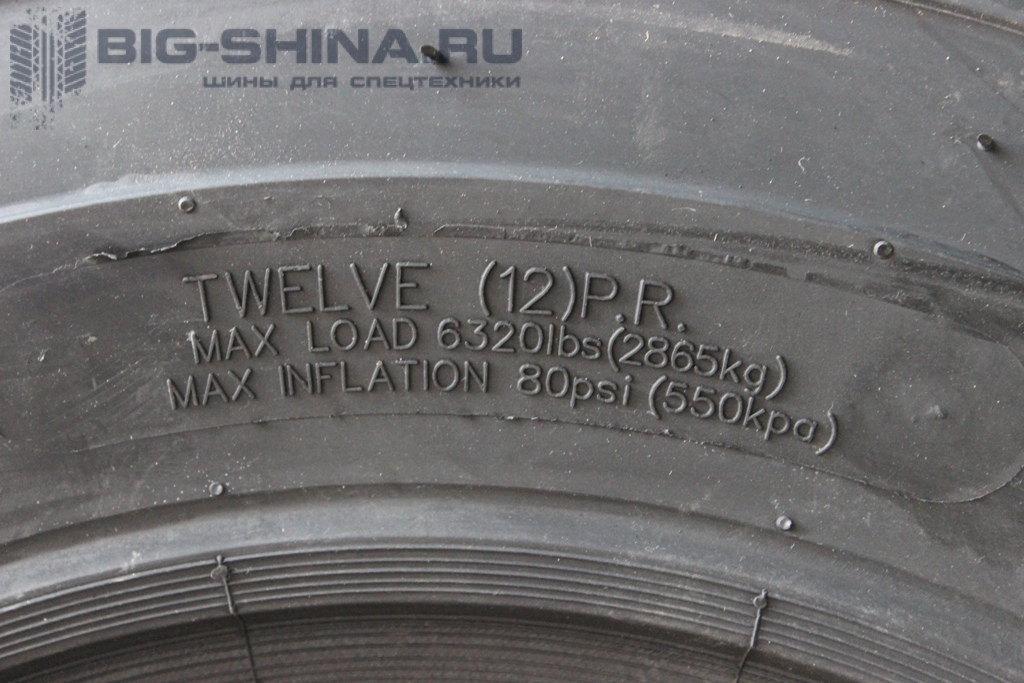 BIG-SHINA.RU
ШИНЫ ДЛЯ СПЕЦТЕХНИКИ
TWELVE (12)P.R.
MAX LOAD 6320lbs(2865kg)
MAX INFLATION 80psi (550kpa)